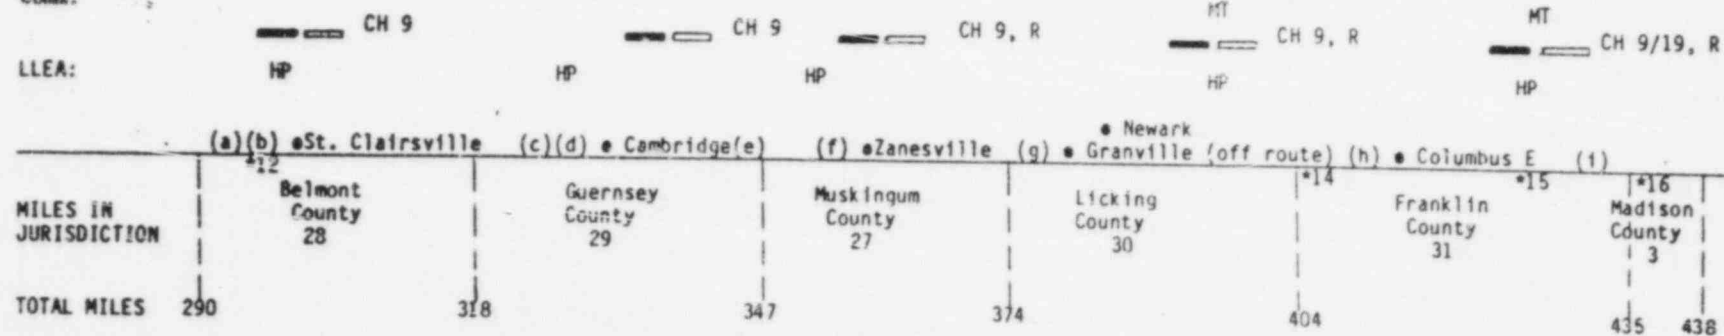 MT MT
CH 9 CH 9 CH 9, R CH 9, R CH 9/19, R
LLEA: HP HP HP HP HP
● Newark
(a)(b) ●St. Clairsville (c)(d) ● Cambridge(e) (f) ●Zanesville (g) ● Granville (off route) (h) ● Columbus E (i)
*12 *14 *15 *16
Belmont Guernsey Muskingum Licking Franklin Madison
MILES IN County County County County County County
JURISDICTION 28 29 27 30 31 3
TOTAL MILES 290 318 347 374 404 435 438